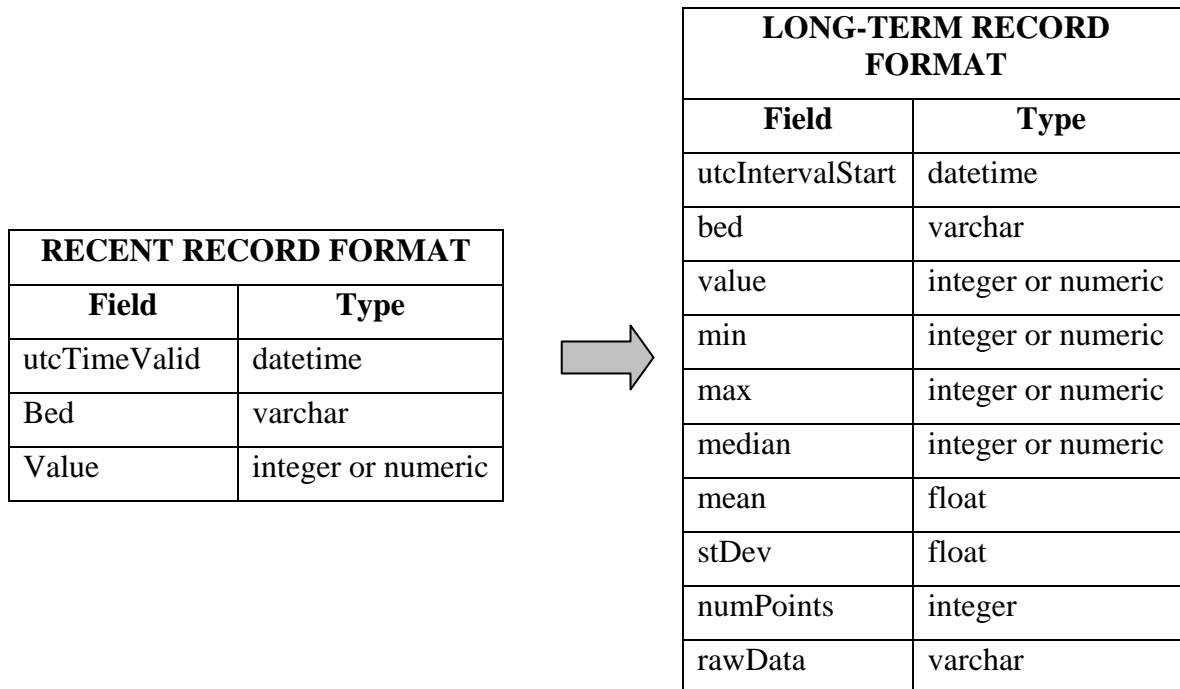 RECENT RECORD FORMAT
Field Type
utcTimeValid datetime
Bed varchar
Value integer or numeric
LONG-TERM RECORD
FORMAT
Field Type
utcIntervalStart datetime
bed varchar
value integer or numeric
min integer or numeric
max integer or numeric
median integer or numeric
mean float
stDev float
numPoints integer
rawData varchar